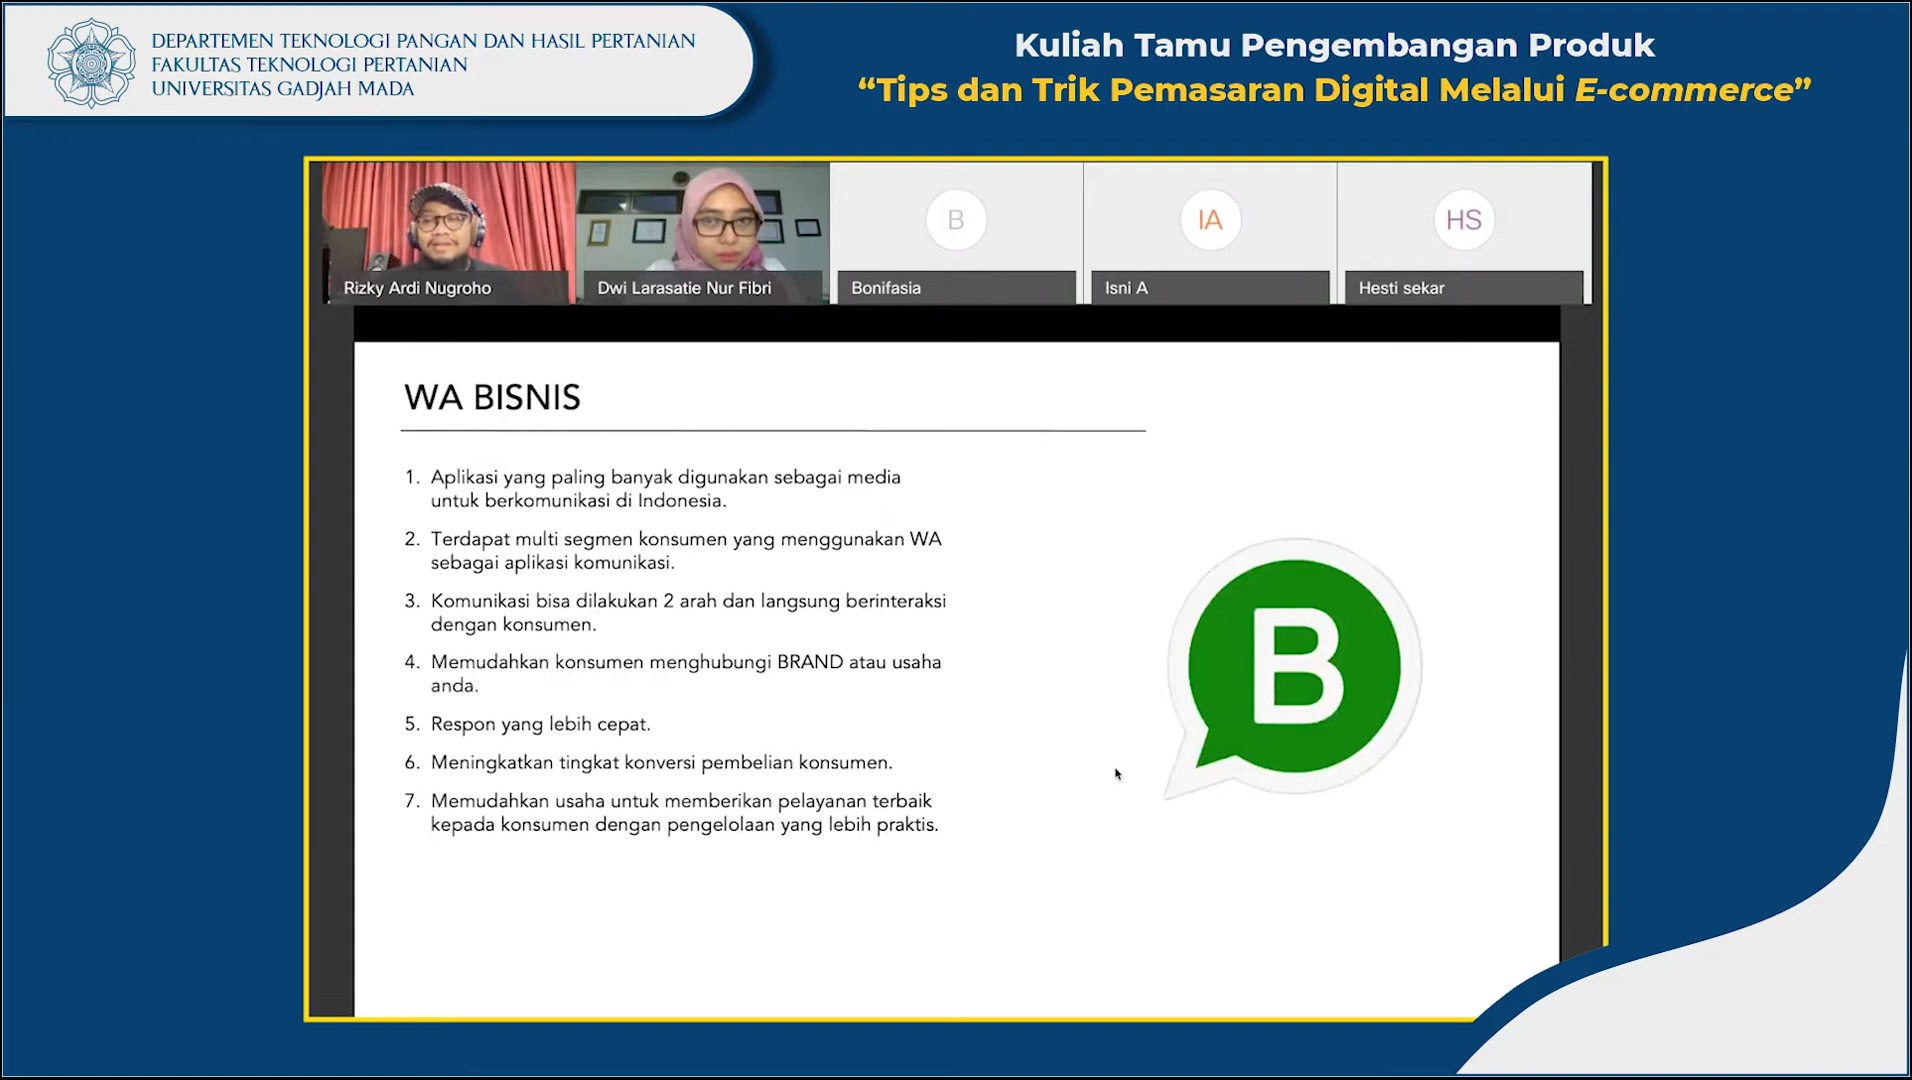 DEPARTEMEN TEKNOLOGI PANGAN DAN HASIL PERTANIAN
FAKULTAS TEKNOLOGI PERTANIAN
UNIVERSITAS GADJAH MADA
Kuliah Tamu Pengembangan Produk
“Tips dan Trik Pemasaran Digital Melalui E-commerce”
B
IA
HS
Rizky Ardi Nugroho
Dwi Larasatie Nur Fibri
Bonifasia
Isni A
Hesti sekar
WA BISNIS
1. Aplikasi yang paling banyak digunakan sebagai media
untuk berkomunikasi di Indonesia.
2. Terdapat multi segmen konsumen yang menggunakan WA
sebagai aplikasi komunikasi.
3. Komunikasi bisa dilakukan 2 arah dan langsung berinteraksi
dengan konsumen.
4. Memudahkan konsumen menghubungi BRAND atau usaha
anda.
5. Respon yang lebih cepat.
6. Meningkatkan tingkat konversi pembelian konsumen.
7. Memudahkan usaha untuk memberikan pelayanan terbaik
kepada konsumen dengan pengelolaan yang lebih praktis.
B